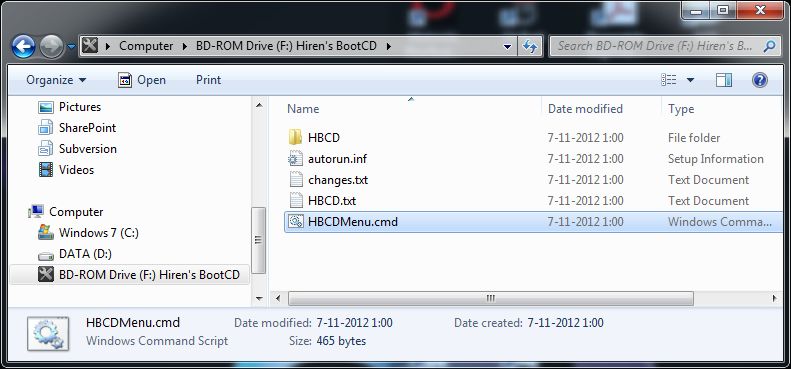 Computer BD-ROM Drive (F:) Hiren's BootCD
Search BD-ROM Drive (F:) Hiren's B...
Organize Open Print
Pictures
SharePoint
Subversion
Videos
Computer
Windows 7 (C:)
DATA (D:)
BD-ROM Drive (F:) Hiren's BootCD
Name Date modified Type
HBCD 7-11-2012 1:00 File folder
autorun.inf 7-11-2012 1:00 Setup Information
changes.txt 7-11-2012 1:00 Text Document
HBCD.txt 7-11-2012 1:00 Text Document
HBCDMenu.cmd 7-11-2012 1:00 Windows Comma...
HBCDMenu.cmd Date modified: 7-11-2012 1:00 Date created: 7-11-2012 1:00
Windows Command Script Size: 465 bytes